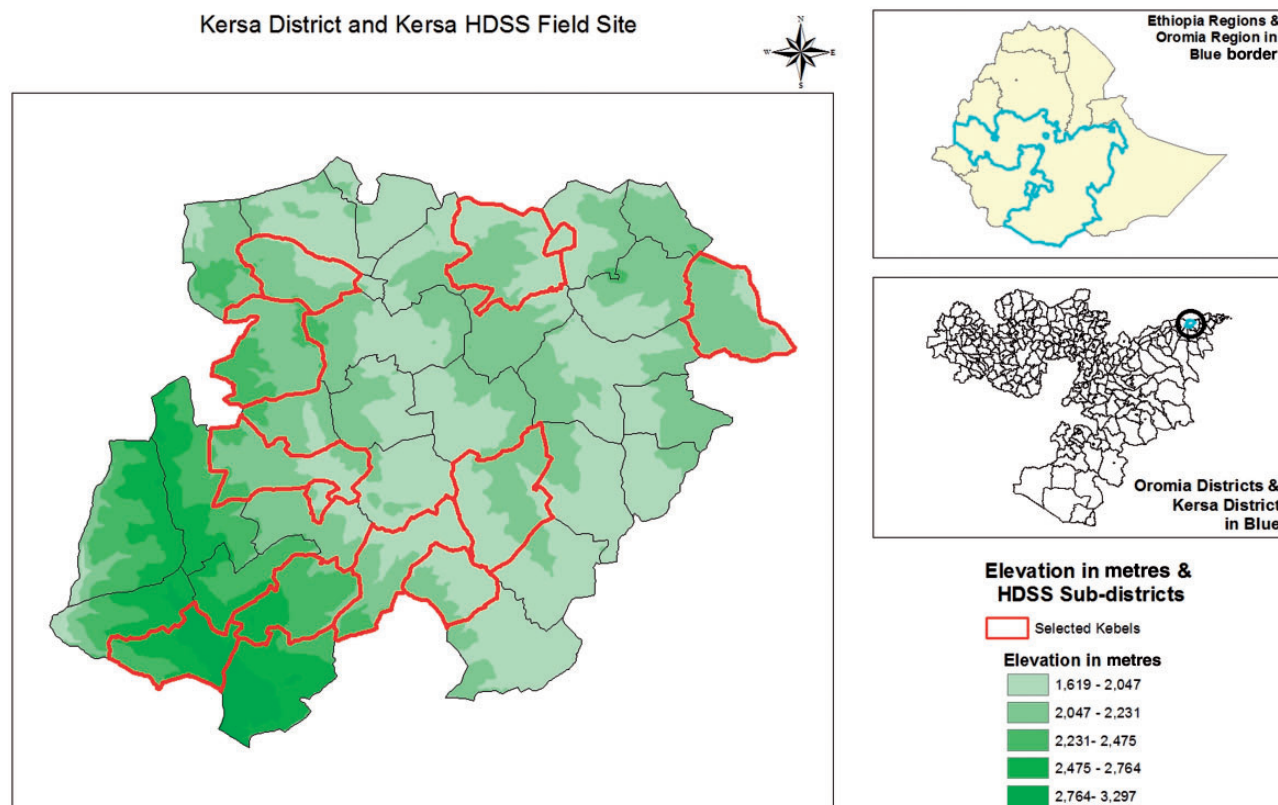 Kersa District and Kersa HDSS Field Site
N
W
E
S
Ethiopia Regions &
Oromia Region in
Blue border
Oromia Districts &
Kersa District
in Blue
Elevation in metres &
HDSS Sub-districts
Selected Kebels
Elevation in metres
1,619 - 2,047
2,047 - 2,231
2,231- 2,475
2,475 - 2,764
2,764- 3,297